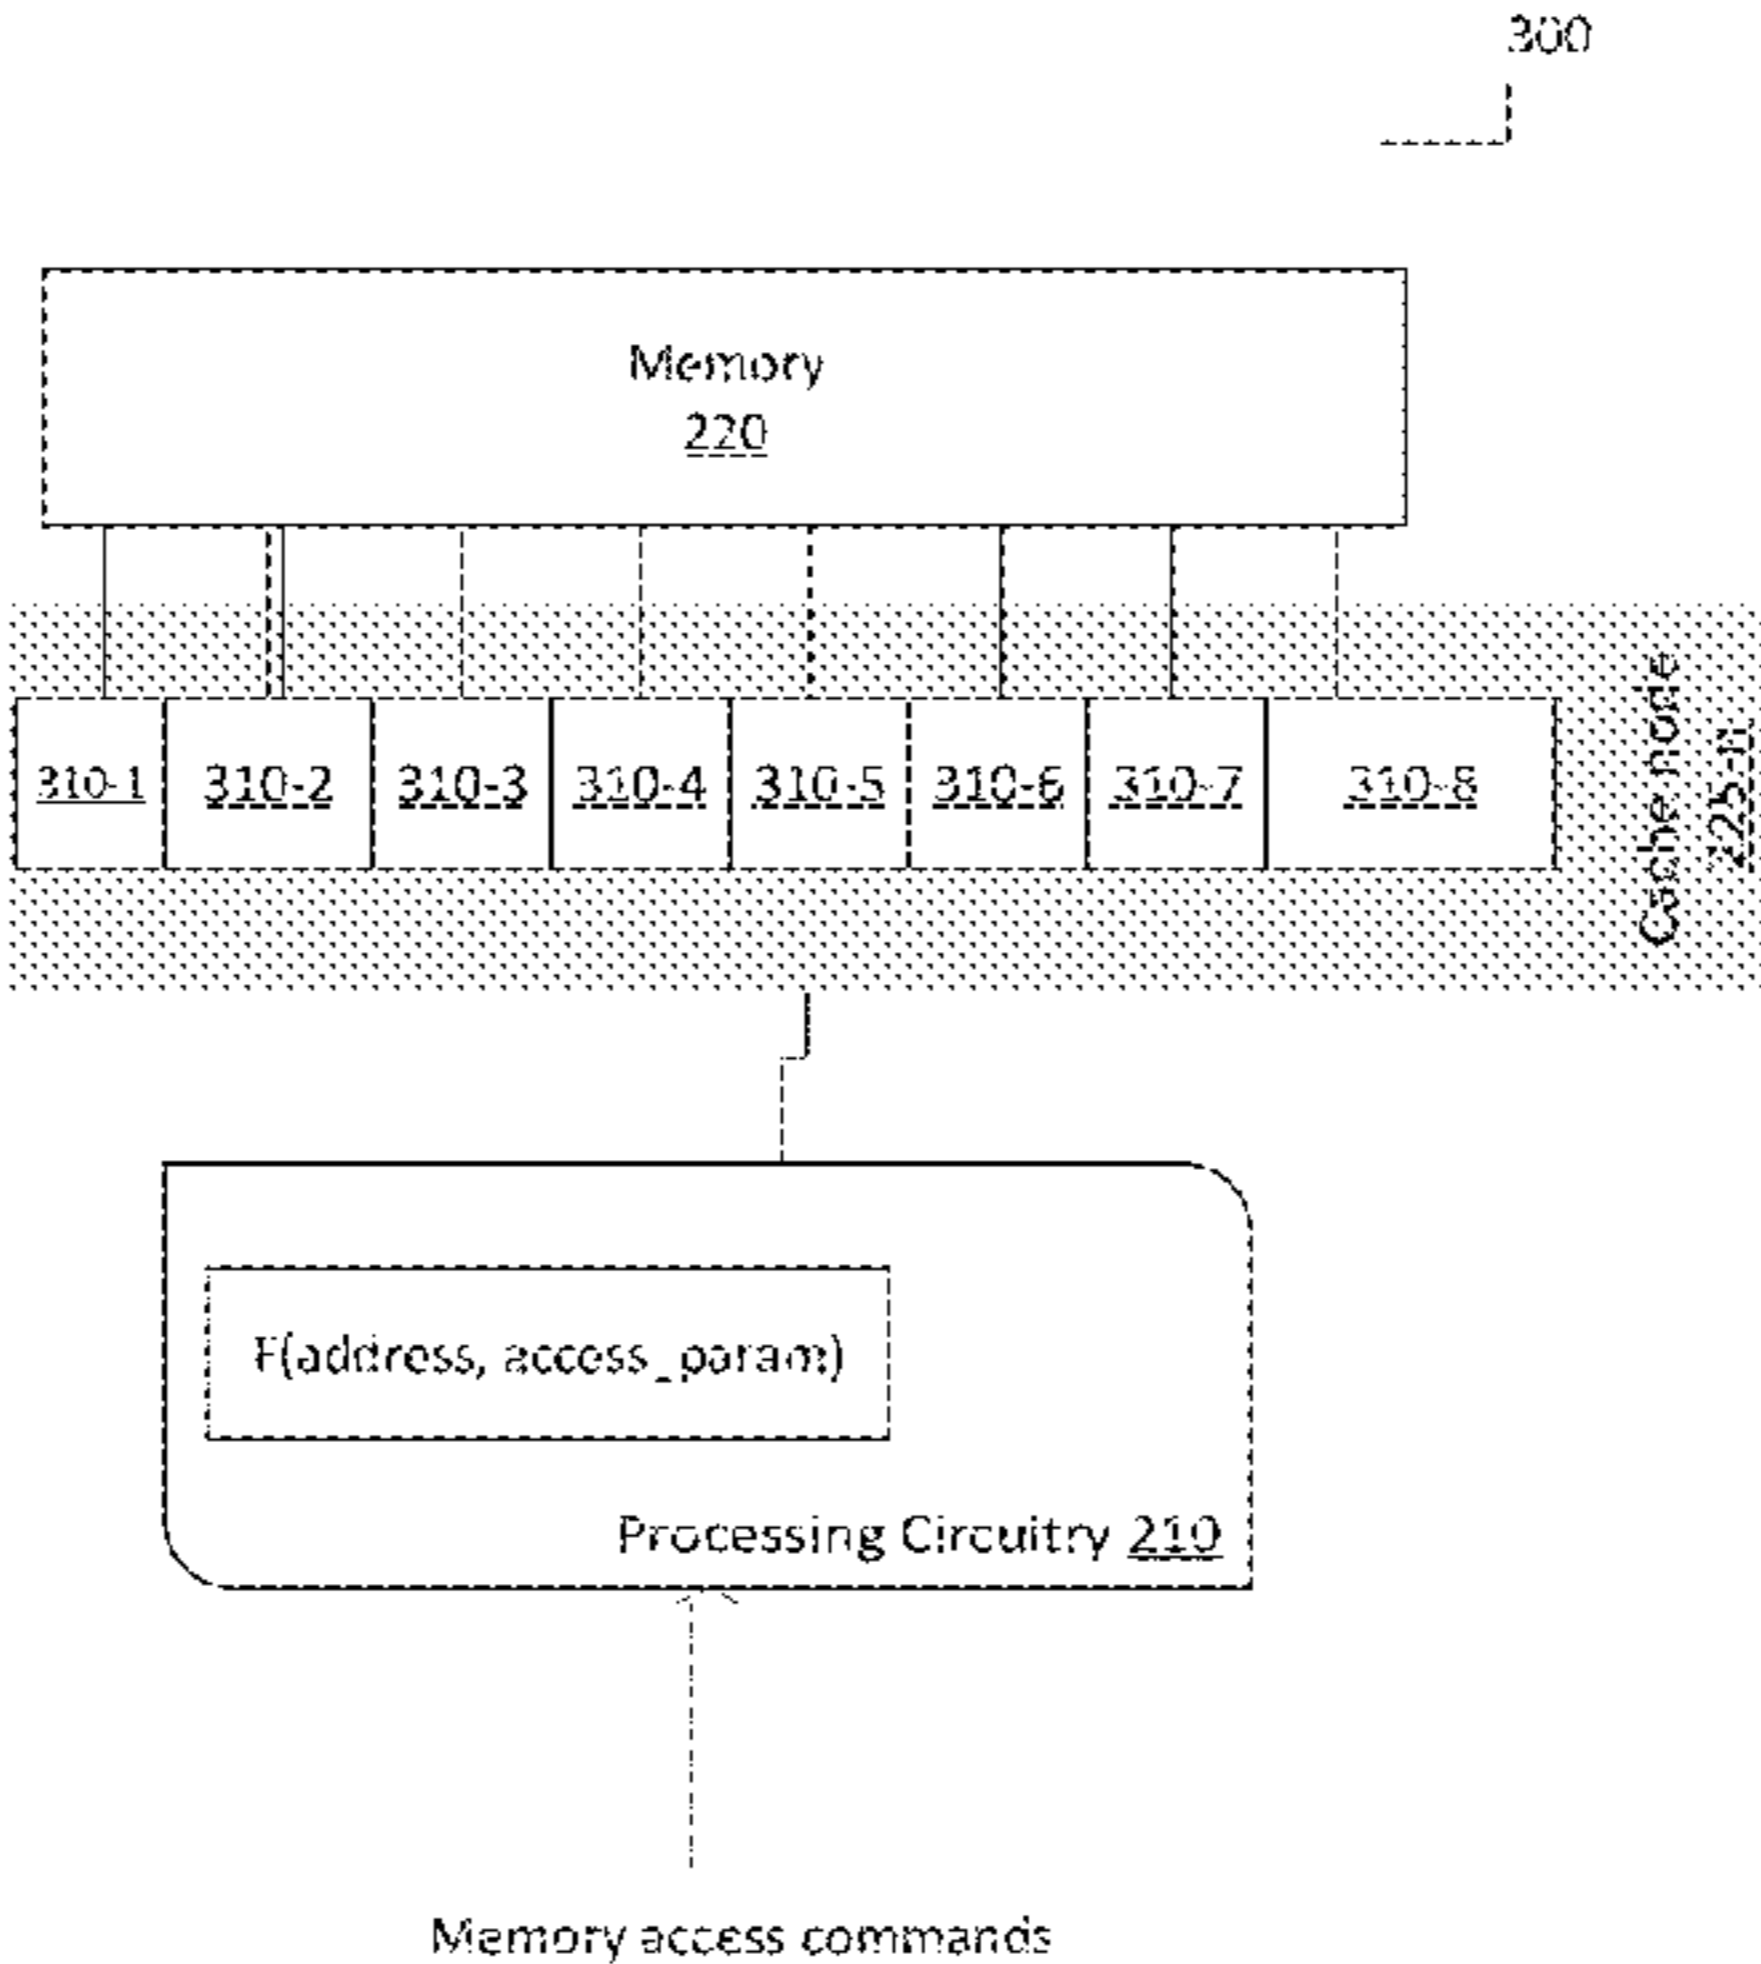 300
Memory
220
310-1 310-2 310-3 310-4 310-5 310-6 310-7 310-8
Cache node
225-n
F(address, access_param)
Processing Circuitry 210
Memory access commands